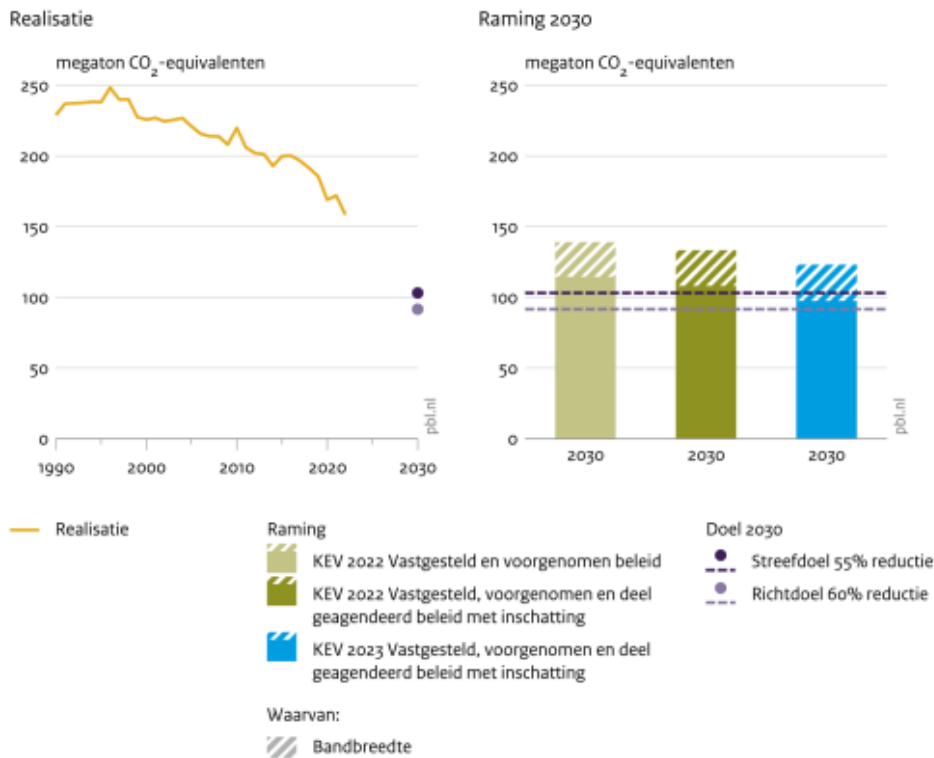 Realisatie
megaton CO₂-equivalenten
250
200
150
100
50
0
1990
2000
2010
2020
2030
pbl.nl
Raming 2030
megaton CO₂-equivalenten
250
200
150
100
50
0
2030
2030
2030
pbl.nl
Realisatie
Raming
KEV 2022 Vastgesteld en voorgenomen beleid
KEV 2022 Vastgesteld, voorgenomen en deel
geagendeerd beleid met inschatting
KEV 2023 Vastgesteld, voorgenomen en deel
geagendeerd beleid met inschatting
Waarvan:
Bandbreedte
Doel 2030
Streefdoel 55% reductie
Richtdoel 60% reductie